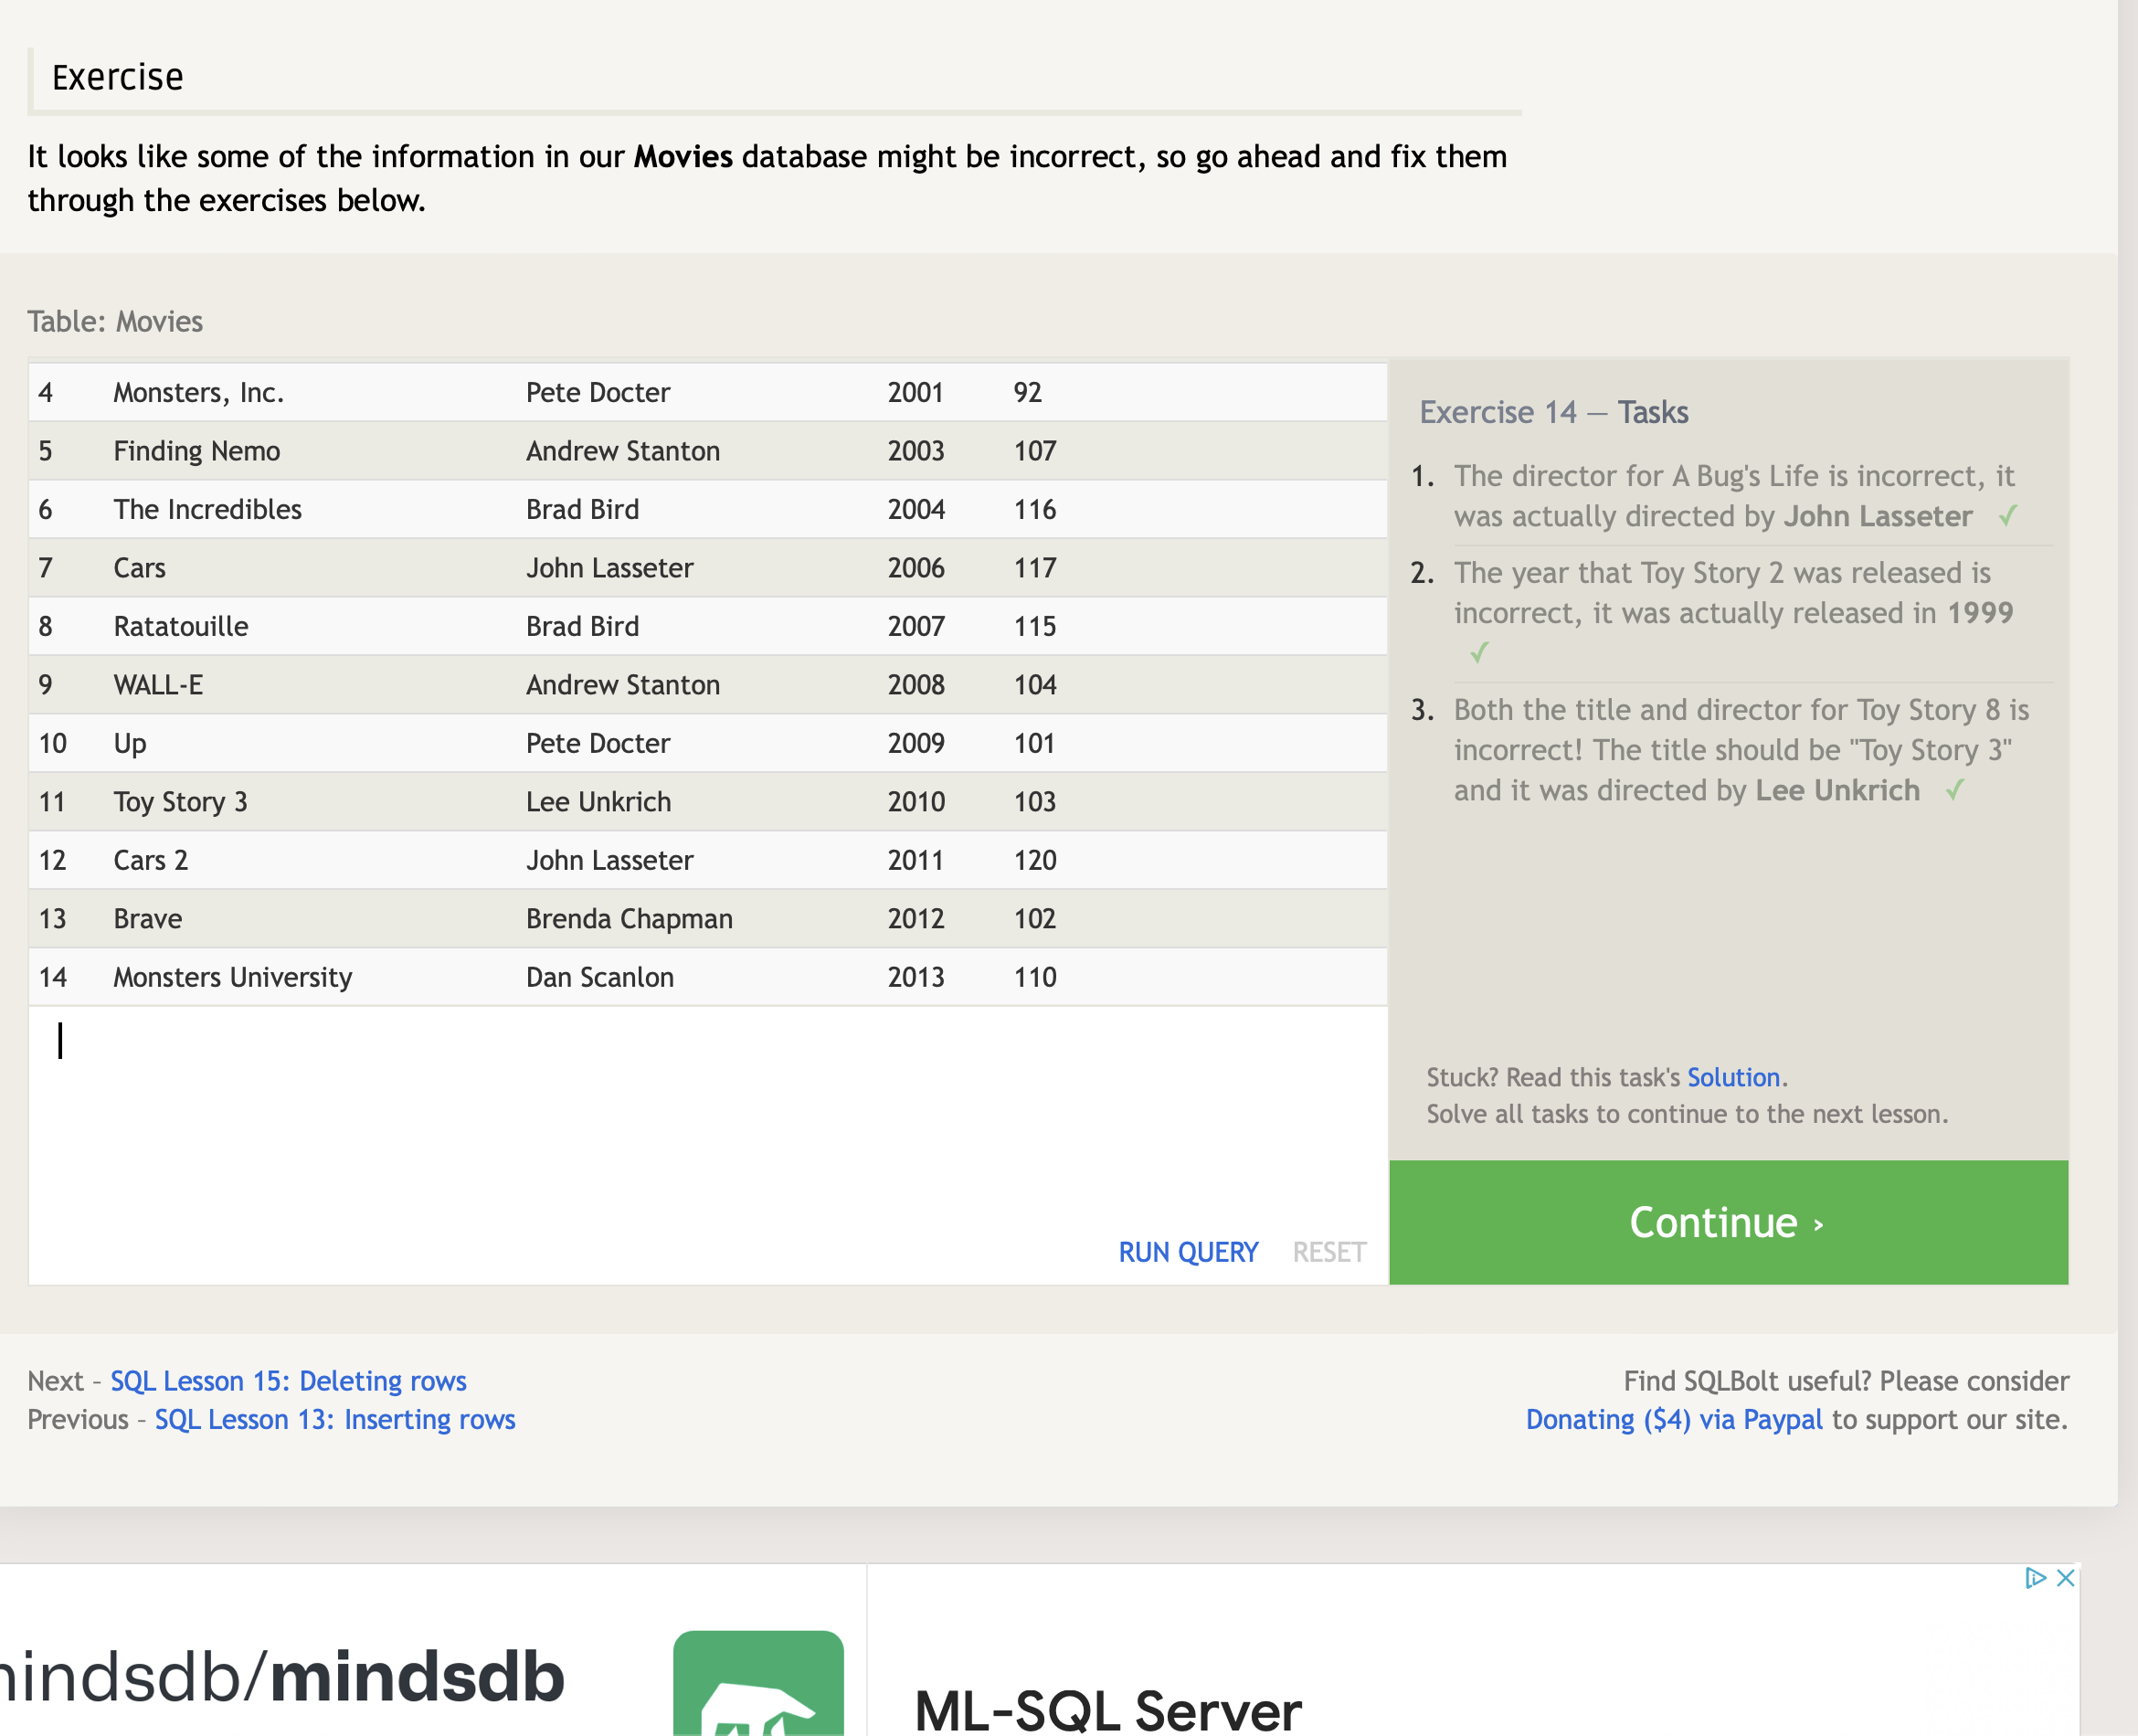 Exercise
It looks like some of the information in our Movies database might be incorrect, so go ahead and fix them
through the exercises below.
Table: Movies
4 Monsters, Inc. Pete Docter 2001 92
5 Finding Nemo Andrew Stanton 2003 107
6 The Incredibles Brad Bird 2004 116
7 Cars John Lasseter 2006 117
8 Ratatouille Brad Bird 2007 115
9 WALL-E Andrew Stanton 2008 104
10 Up Pete Docter 2009 101
11 Toy Story 3 Lee Unkrich 2010 103
12 Cars 2 John Lasseter 2011 120
13 Brave Brenda Chapman 2012 102
14 Monsters University Dan Scanlon 2013 110
RUN QUERY RESET
Exercise 14 — Tasks
1. The director for A Bug's Life is incorrect, it
was actually directed by John Lasseter ✓
2. The year that Toy Story 2 was released is
incorrect, it was actually released in 1999
✓
3. Both the title and director for Toy Story 8 is
incorrect! The title should be "Toy Story 3"
and it was directed by Lee Unkrich ✓
Stuck? Read this task's Solution.
Solve all tasks to continue to the next lesson.
Continue ›
Next – SQL Lesson 15: Deleting rows
Previous – SQL Lesson 13: Inserting rows
Find SQLBolt useful? Please consider
Donating ($4) via Paypal to support our site.
indsdb/mindsdb
ML-SQL Server